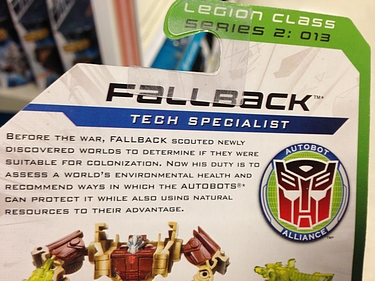 Legion Class
Series 2: 013
Fallback™
Tech Specialist
Before the war, Fallback scouted newly
discovered worlds to determine if they were
suitable for colonization. Now his duty is to
assess a world's environmental health and
recommend ways in which the Autobots®*
can protect it while also using natural
resources to their advantage.
Autobot
Alliance™